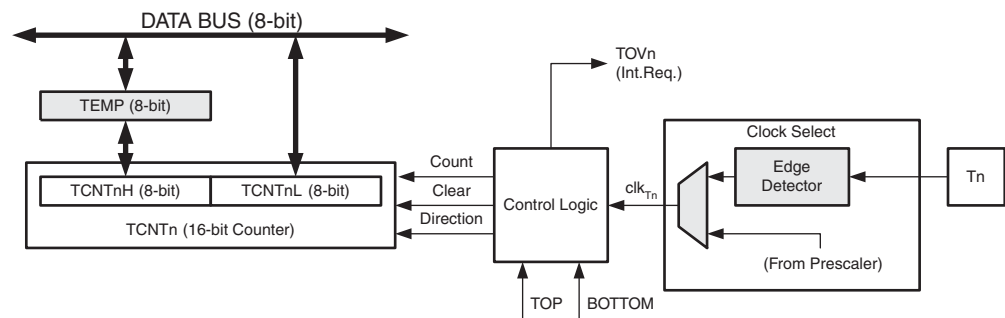 DATA BUS (8-bit)
TOVn
(Int.Req.)
TEMP (8-bit)
Clock Select
Count
Edge
Detector
TCNTnH (8-bit)
TCNTnL (8-bit)
Clear
Control Logic
clkTn
Tn
TCNTn (16-bit Counter)
Direction
(From Prescaler)
TOP
BOTTOM